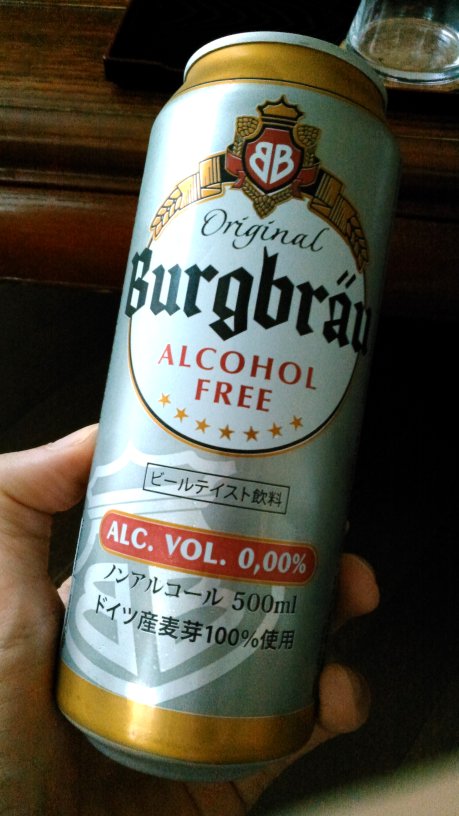 BB
Original
Burgbräu
ALCOHOL
FREE
ビールテイスト飲料
ALC. VOL. 0,00%
ノンアルコール 500ml
ドイツ産麦芽100%使用